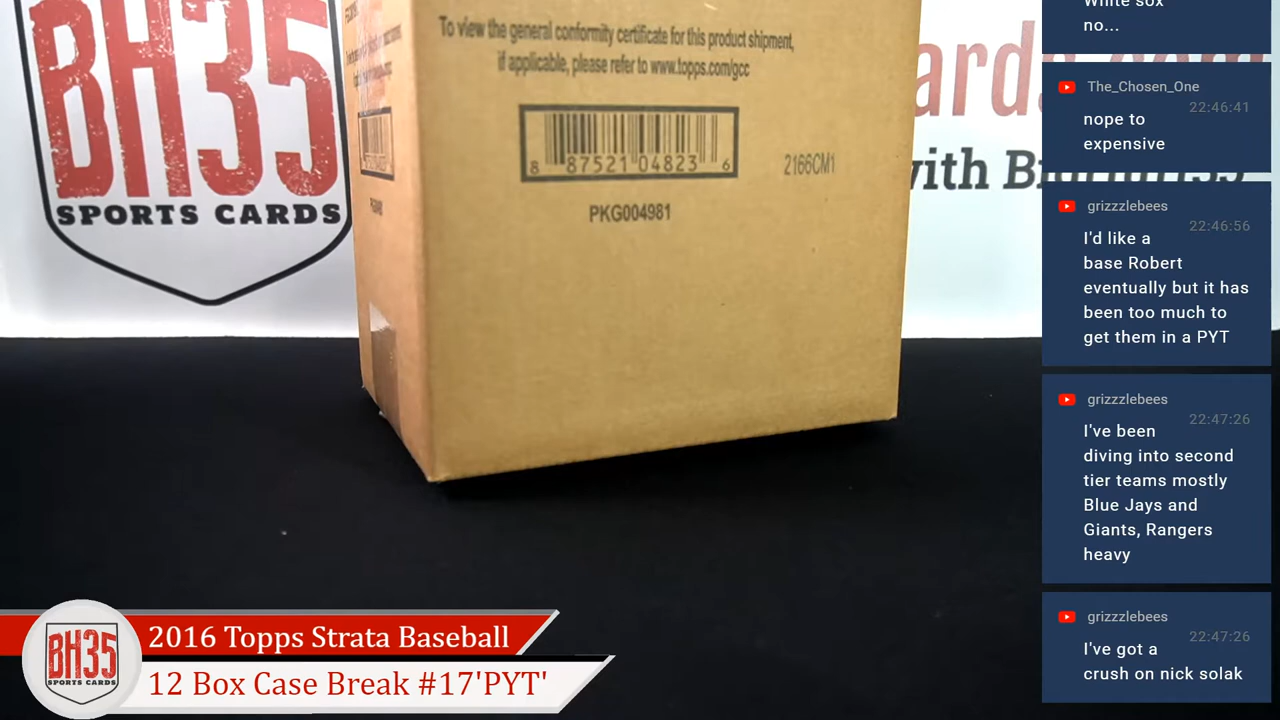 BH35
SPORTS CARDS
To view the general conformity certificate for this product shipment,
if applicable, please refer to www.topps.com/gcc
8 87521 04823 6
2166CM1
PKG004981
White sox
no...
The_Chosen_One
22:46:41
nope to
expensive
grizzzlebees
22:46:56
I'd like a
base Robert
eventually but it has
been too much to
get them in a PYT
grizzzlebees
22:47:26
I've been
diving into second
tier teams mostly
Blue Jays and
Giants, Rangers
heavy
grizzzlebees
22:47:26
I've got a
crush on nick solak
BH35
SPORTS CARDS
2016 Topps Strata Baseball
12 Box Case Break #17'PYT'